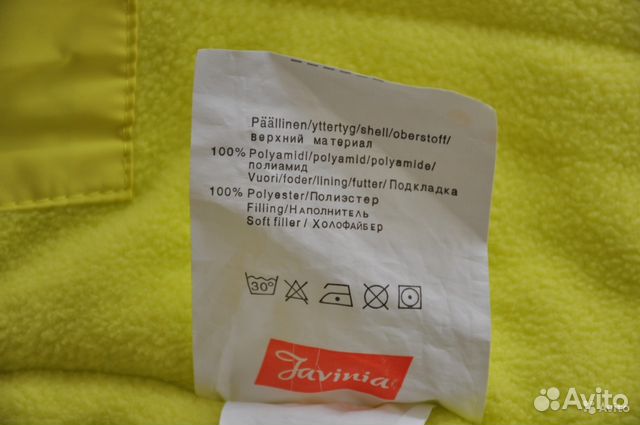 Päällinen/yttertyg/shell/oberstoff/
верхний материал
100% Polyamidi/polyamid/polyamide/
полиамид
Vuori/foder/lining/futter/Подкладка
100% Polyester/Полиэстер
Filling/Наполнитель
Soft filler/Холофайбер
30°
Javinia
Avito